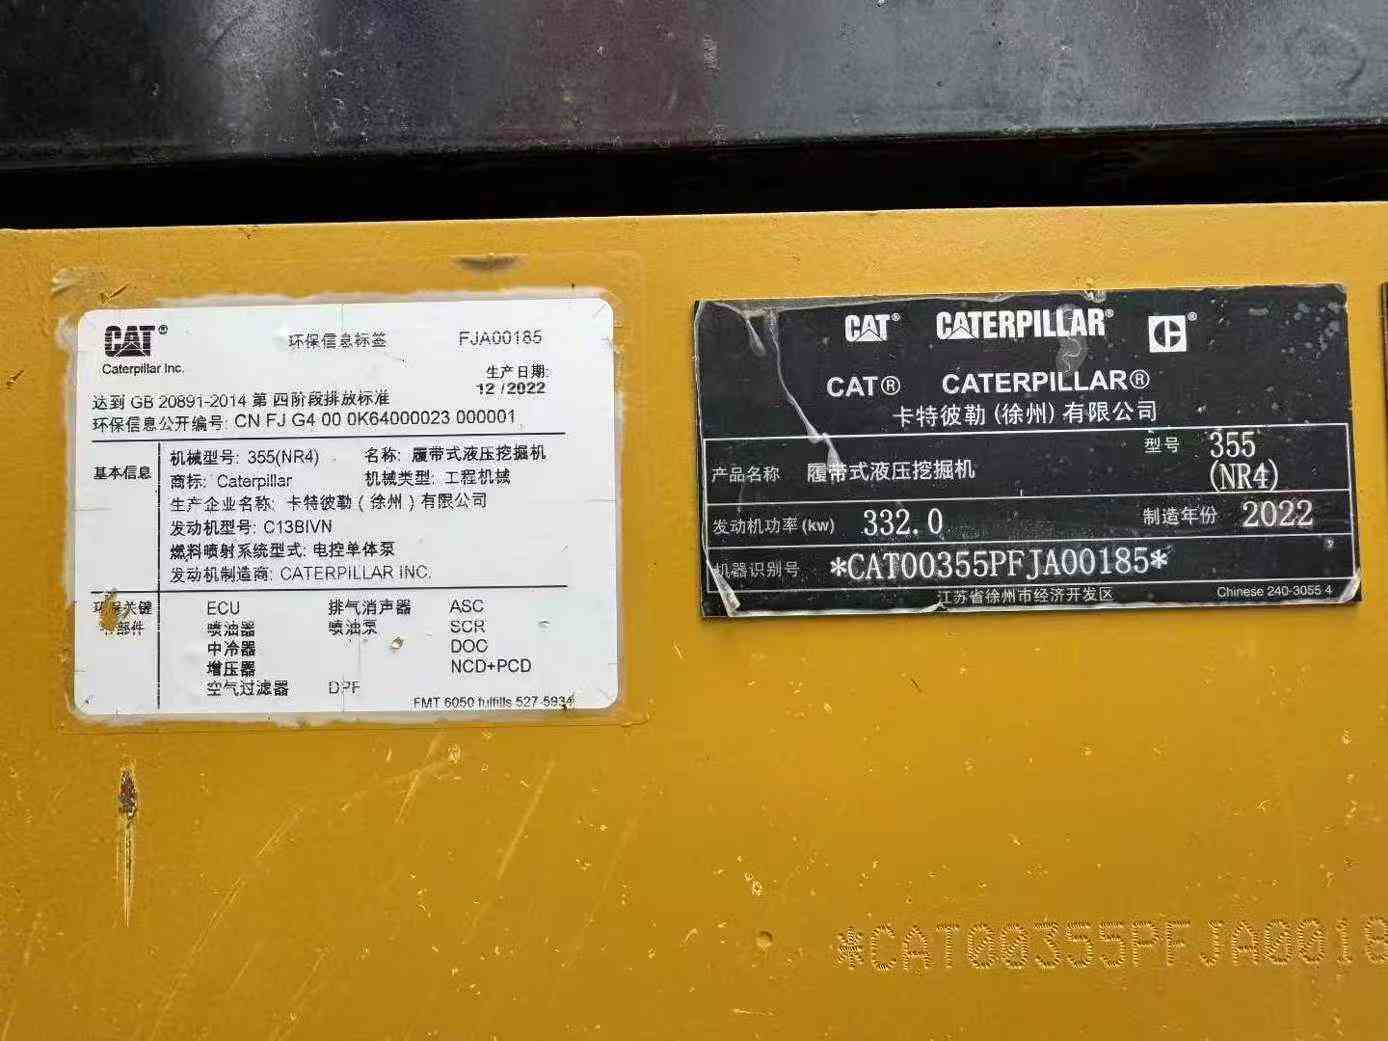 CAT®
Caterpillar Inc.
环保信息标签
FJA00185
生产日期:
12 /2022
达到 GB 20891-2014 第 四阶段排放标准
环保信息公开编号: CN FJ G4 00 0K64000023 000001
基本信息
机械型号: 355(NR4) 名称: 履带式液压挖掘机
商标: Caterpillar 机械类型: 工程机械
生产企业名称: 卡特彼勒 ( 徐州 ) 有限公司
发动机型号: C13BIVN
燃料喷射系统型式: 电控单体泵
发动机制造商: CATERPILLAR INC.
环保关键
部件
ECU 排气消声器 ASC
喷油器 喷油泵 SCR
中冷器 DOC
增压器 NCD+PCD
空气过滤器 DPF
FMT 6050 fulfills 527-5934
CAT® CATERPILLAR® C®
CAT® CATERPILLAR®
卡特彼勒 (徐州) 有限公司
产品名称 履带式液压挖掘机 型号 355
(NR4)
发动机功率(kw) 332.0 制造年份 2022
机器识别号 *CAT00355PFJA00185*
江苏省徐州市经济开发区 Chinese 240-3055 4
*CAT00355PFJA0018